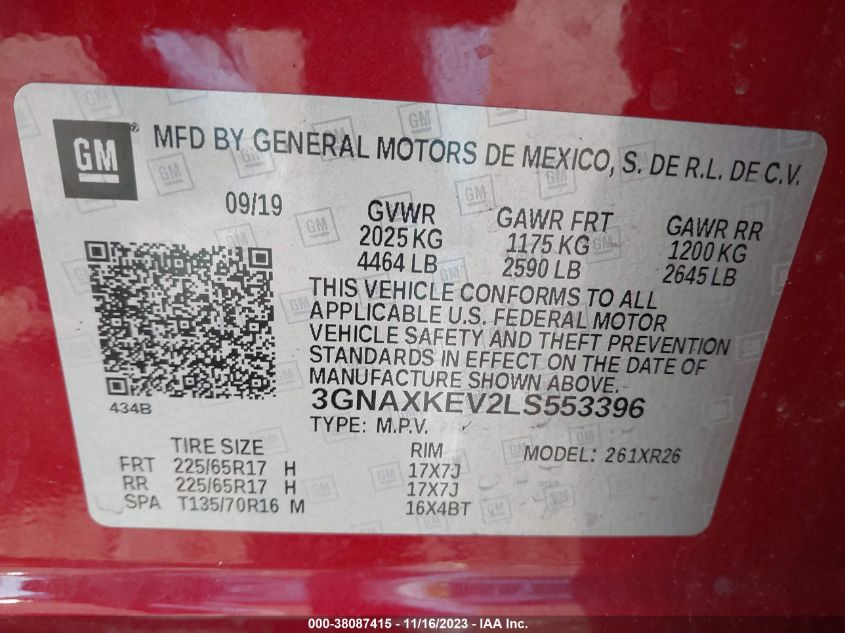 GM ® MFD BY GENERAL MOTORS DE MEXICO, S. DE R.L. DE C.V.
09/19 GVWR GAWR FRT GAWR RR
2025 KG 1175 KG 1200 KG
4464 LB 2590 LB 2645 LB
THIS VEHICLE CONFORMS TO ALL
APPLICABLE U.S. FEDERAL MOTOR
VEHICLE SAFETY AND THEFT PREVENTION
STANDARDS IN EFFECT ON THE DATE OF
MANUFACTURE SHOWN ABOVE.
434B 3GNAXKEV2LS553396
TYPE: M.P.V. MODEL: 261XR26
TIRE SIZE RIM
FRT 225/65R17 H 17X7J
RR 225/65R17 H 17X7J
SPA T135/70R16 M 16X4BT
000-38087415 - 11/16/2023 - IAA Inc.